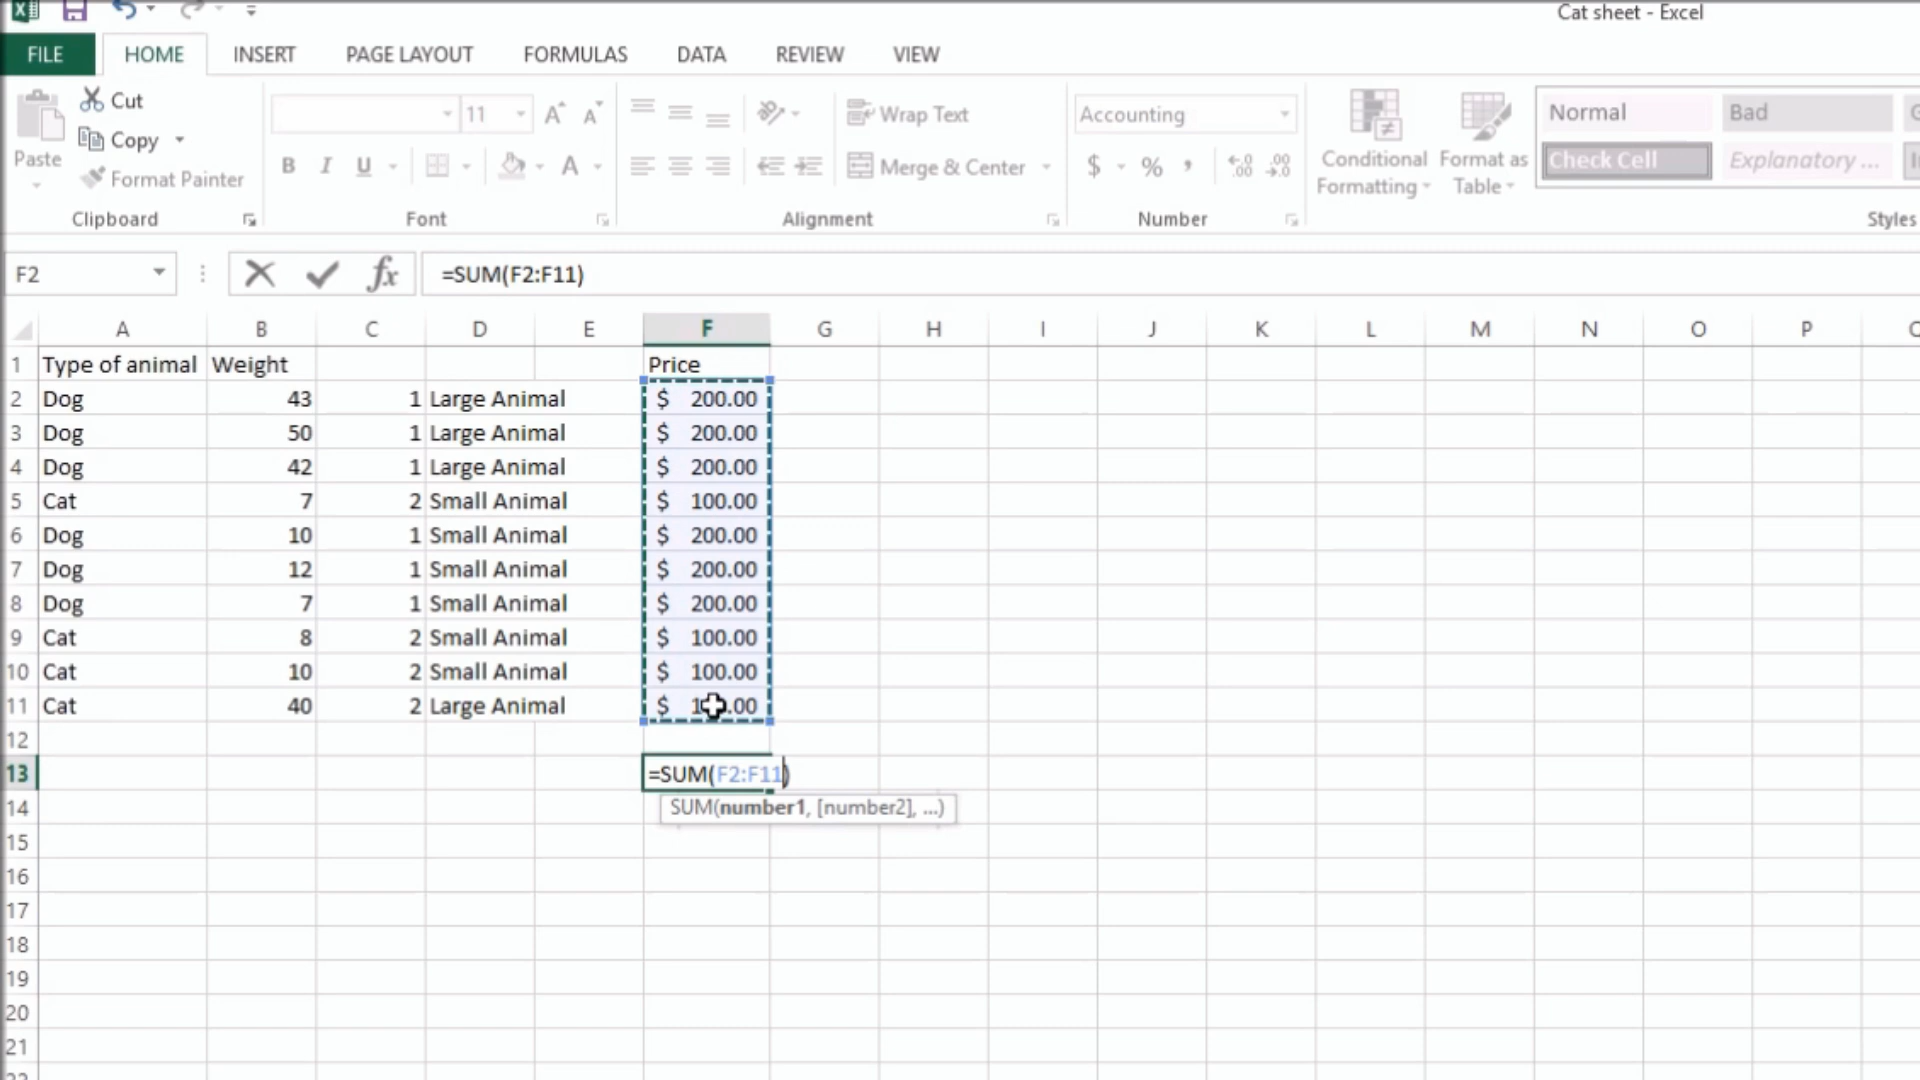 Cat sheet - Excel
FILE HOME INSERT PAGE LAYOUT FORMULAS DATA REVIEW VIEW
Paste
Cut
Copy
Format Painter
Clipboard
11
B I U
Font
Wrap Text
Merge & Center
Alignment
Accounting
$ % ,
Number
Conditional Formatting
Format as Table
Normal Bad
Check Cell Explanatory ...
Styles
F2 fx =SUM(F2:F11)
A B C D E F G H I J K L M N O P
1 Type of animal Weight Price
2 Dog 43 1 Large Animal $ 200.00
3 Dog 50 1 Large Animal $ 200.00
4 Dog 42 1 Large Animal $ 200.00
5 Cat 7 2 Small Animal $ 100.00
6 Dog 10 1 Small Animal $ 200.00
7 Dog 12 1 Small Animal $ 200.00
8 Dog 7 1 Small Animal $ 200.00
9 Cat 8 2 Small Animal $ 100.00
10 Cat 10 2 Small Animal $ 100.00
11 Cat 40 2 Large Animal $
12
13 =SUM(F2:F11)
14 SUM(number1, [number2], ...)
15
16
17
18
19
20
21